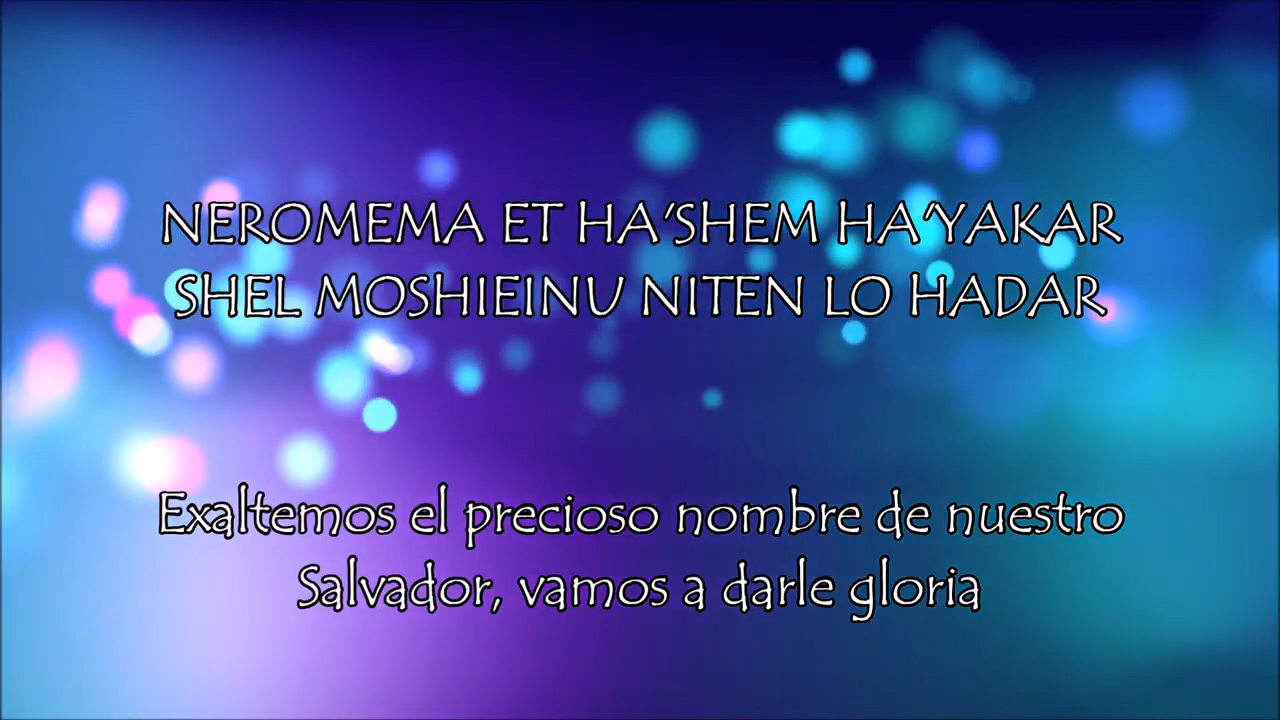 NEROMEMA ET HA'SHEM HA'YAKAR
SHEL MOSHIEINU NITEN LO HADAR
Exaltemos el precioso nombre de nuestro
Salvador, vamos a darle gloria